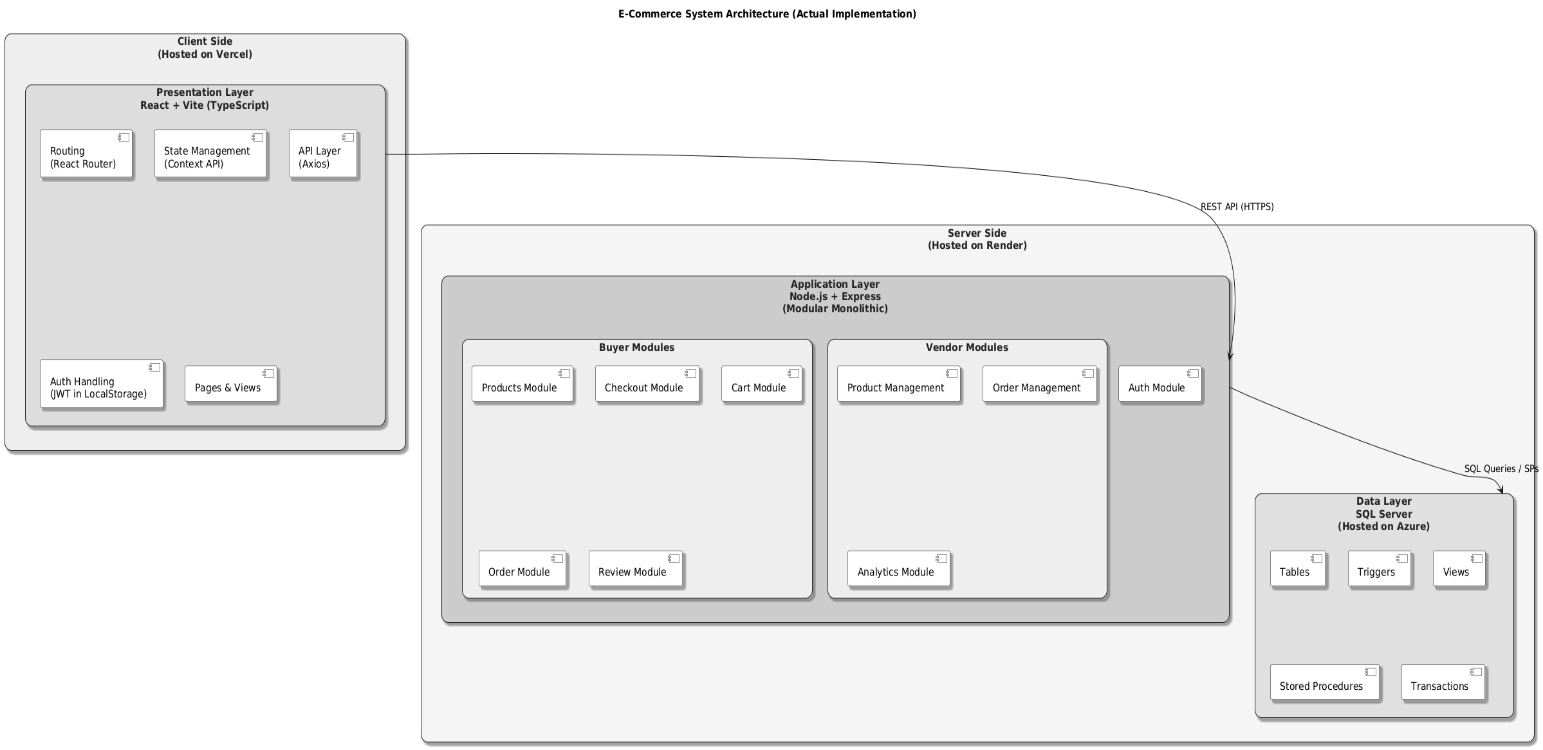 E-Commerce System Architecture (Actual Implementation)
Client Side
(Hosted on Vercel)
Presentation Layer
React + Vite (TypeScript)
Routing
(React Router)
State Management
(Context API)
API Layer
(Axios)
Auth Handling
(JWT in LocalStorage)
Pages & Views
REST API (HTTPS)
Server Side
(Hosted on Render)
Application Layer
Node.js + Express
(Modular Monolithic)
Buyer Modules
Products Module
Checkout Module
Cart Module
Order Module
Review Module
Vendor Modules
Product Management
Order Management
Analytics Module
Auth Module
SQL Queries / SPs
Data Layer
SQL Server
(Hosted on Azure)
Tables
Triggers
Views
Stored Procedures
Transactions